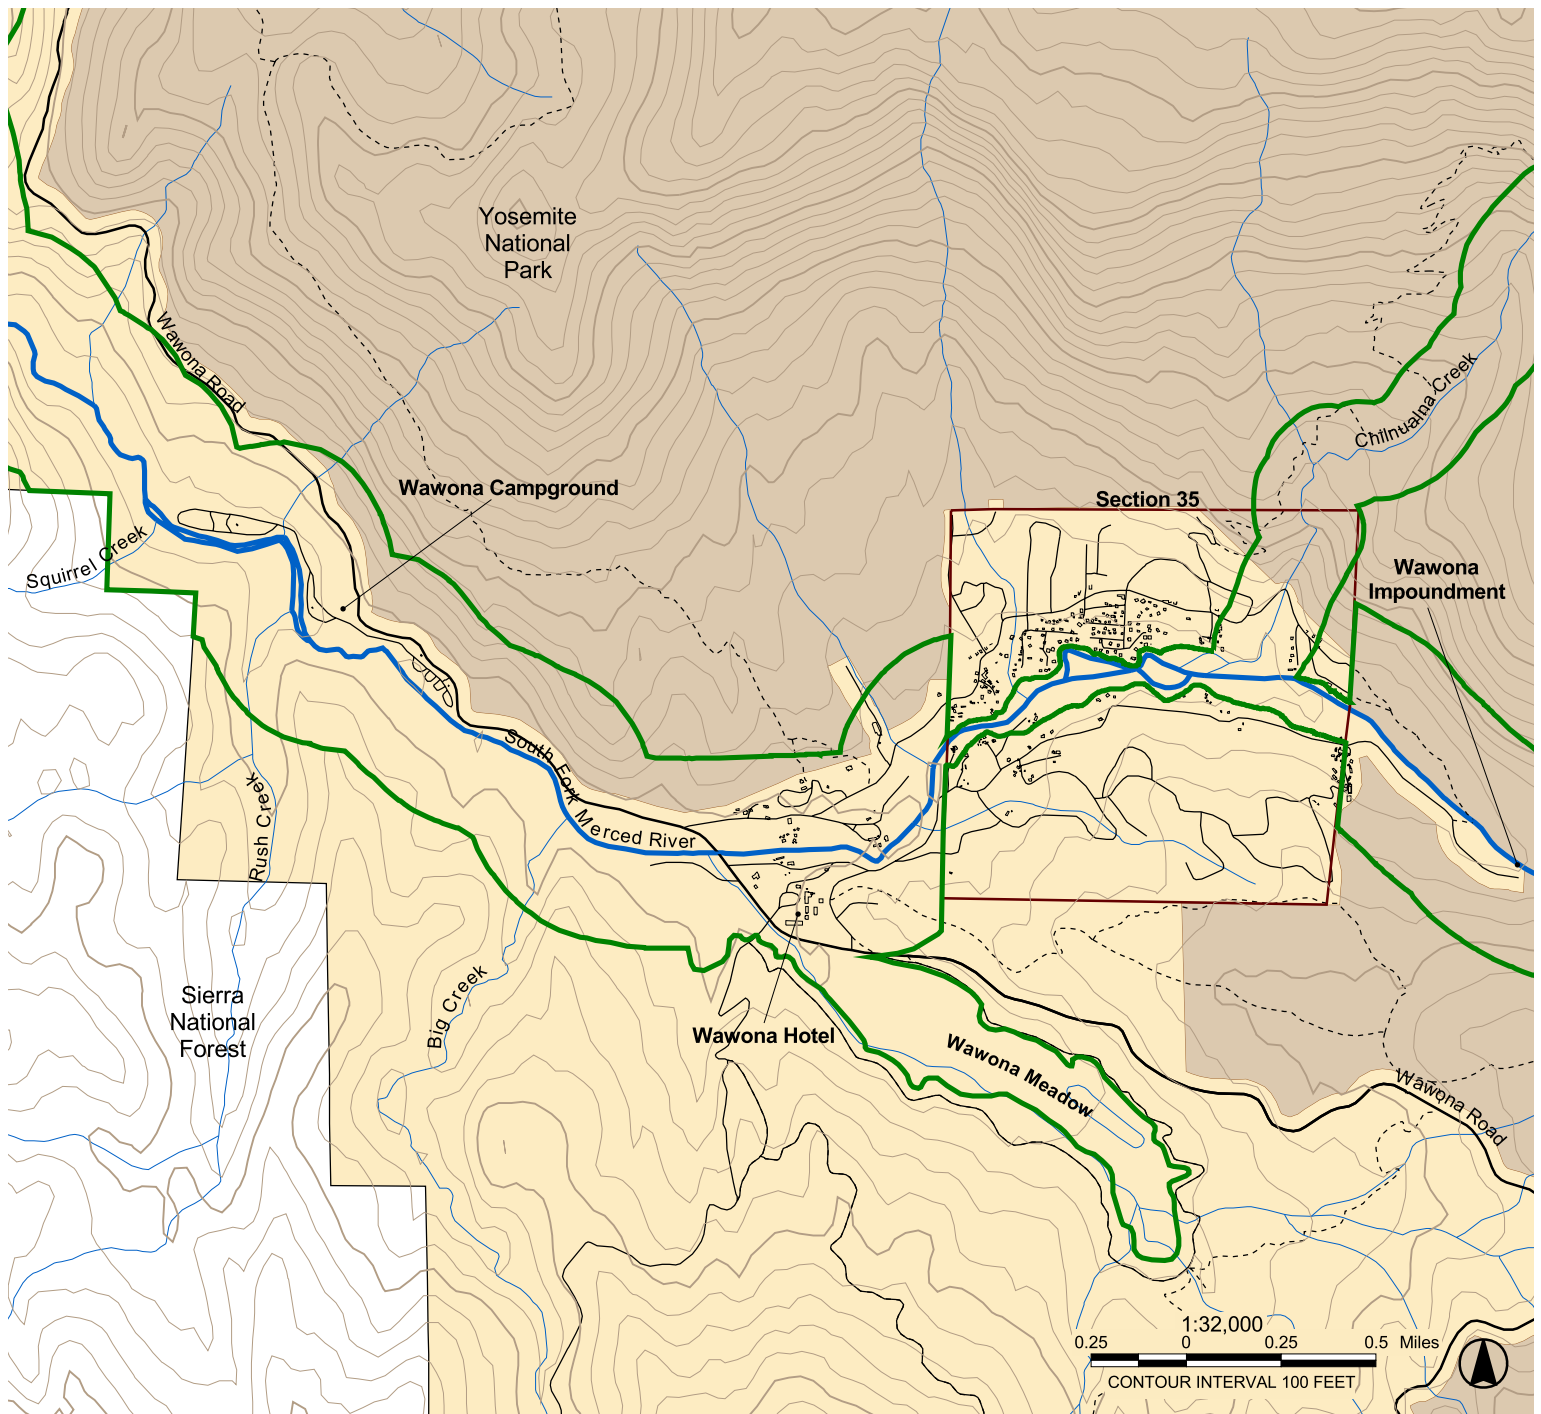 Yosemite
National
Park
Wawona Road
Chilnualna Creek
Wawona Campground
Section 35
Squirrel Creek
Wawona
Impoundment
South Fork Merced River
Rush Creek
Sierra
National
Forest
Big Creek
Wawona Hotel
Wawona Meadow
Wawona Road
1:32,000
0.25 0 0.25 0.5 Miles
CONTOUR INTERVAL 100 FEET